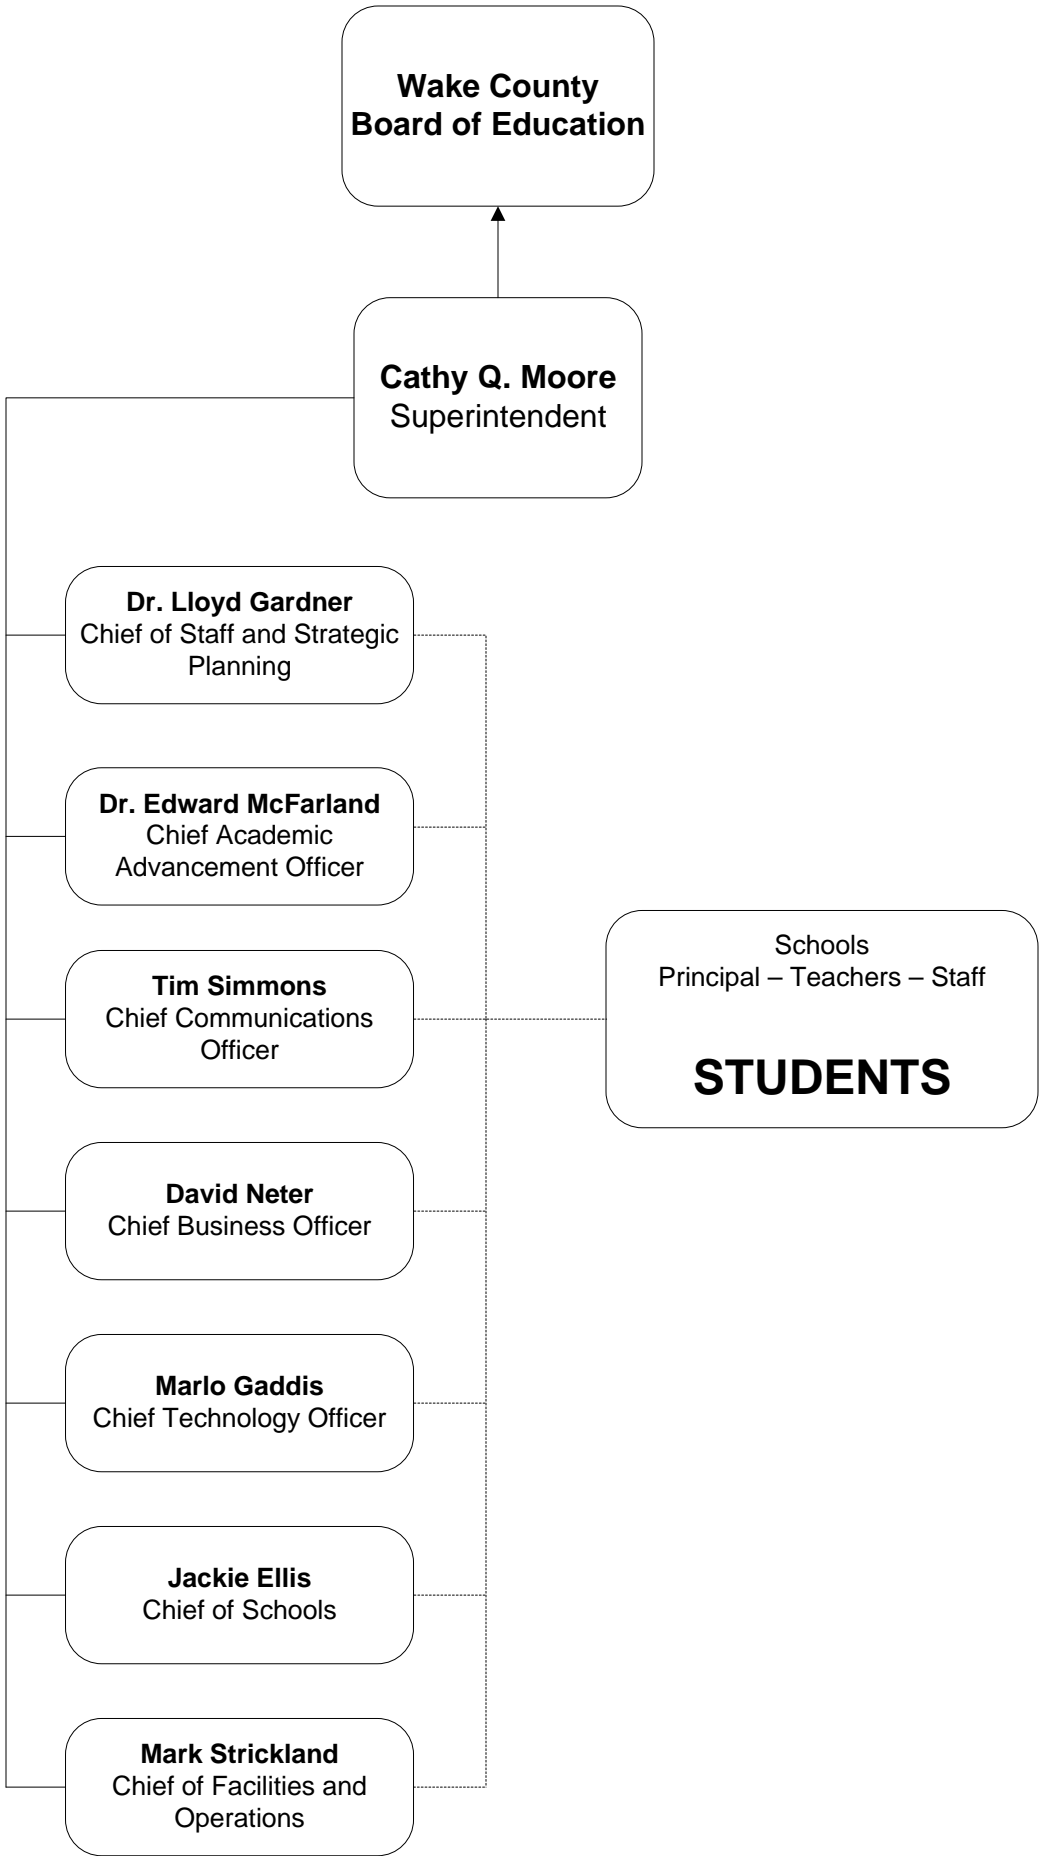 Wake County
Board of Education
Cathy Q. Moore
Superintendent
Dr. Lloyd Gardner
Chief of Staff and Strategic
Planning
Dr. Edward McFarland
Chief Academic
Advancement Officer
Tim Simmons
Chief Communications
Officer
David Neter
Chief Business Officer
Marlo Gaddis
Chief Technology Officer
Jackie Ellis
Chief of Schools
Mark Strickland
Chief of Facilities and
Operations
Schools
Principal – Teachers – Staff
STUDENTS